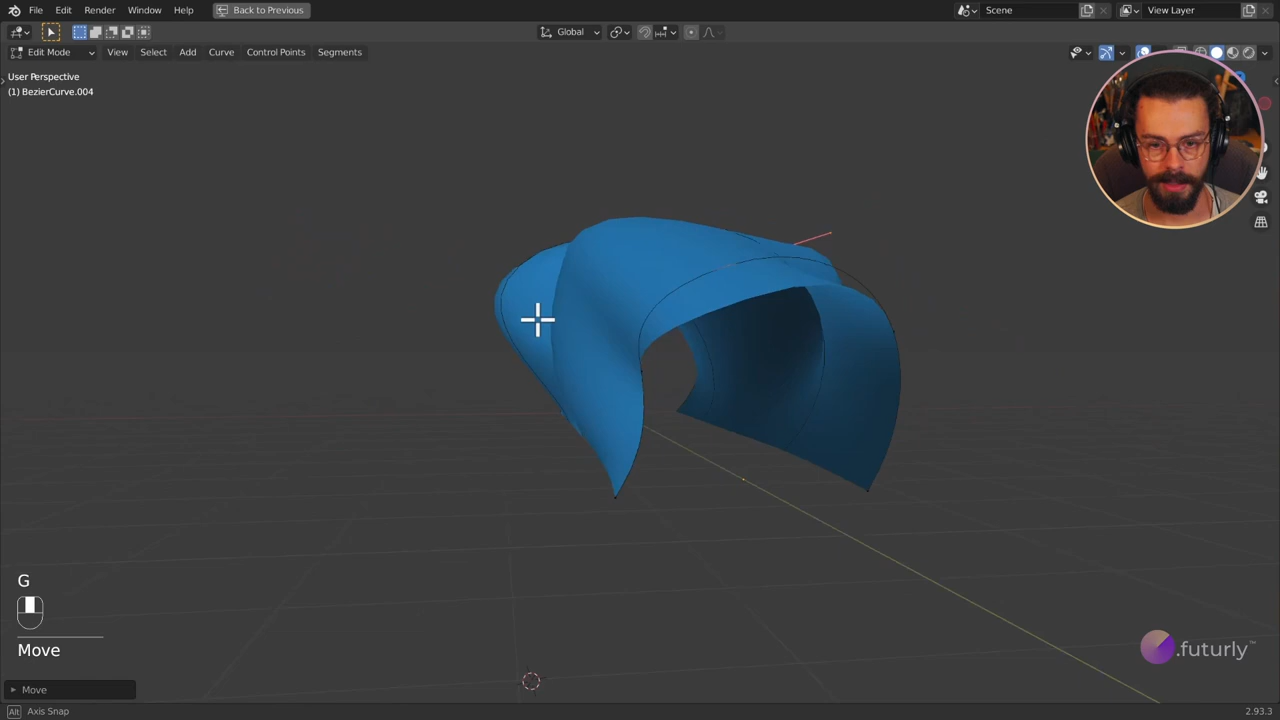 File Edit Render Window Help Back to Previous Scene View Layer
Global
Edit Mode View Select Add Curve Control Points Segments
User Perspective
(1) BezierCurve.004
G
Move
.futurly™
Move
Alt Axis Snap 2.93.3